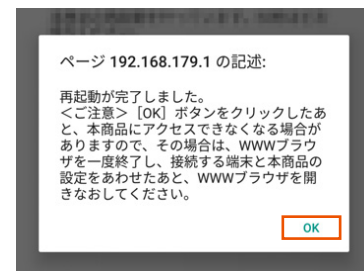 ページ 192.168.179.1 の記述:
再起動が完了しました。
＜ご注意＞［OK］ボタンをクリックしたあ
と、本商品にアクセスできなくなる場合が
ありますので、その場合は、WWWブラウ
ザを一度終了し、接続する端末と本商品の
設定をあわせたあと、WWWブラウザを開
きなおしてください。
OK